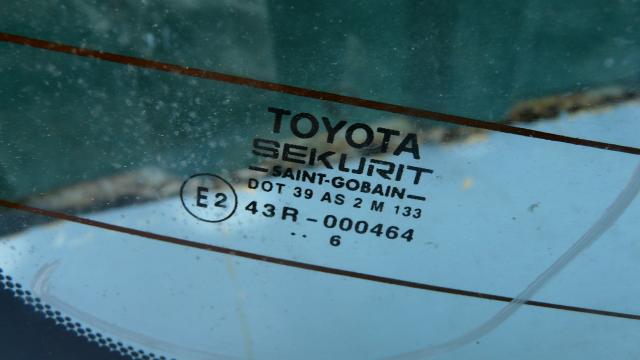 TOYOTA
SEKURIT
SAINT-GOBAIN
DOT 39 AS 2 M 133
E2 43R-000464
.. 6